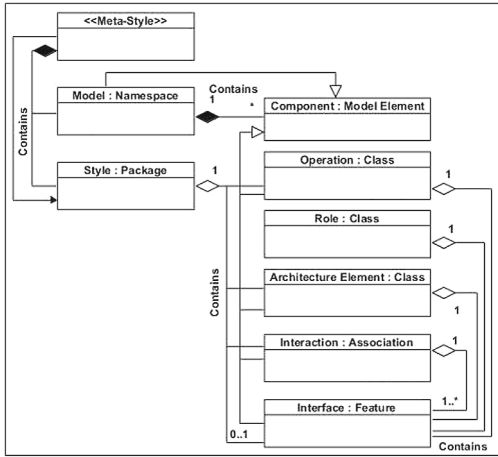 <<Meta-Style>>
Contains
Model : Namespace
Contains
1
*
Component : Model Element
Style : Package
1
Operation : Class
1
Role : Class
1
Contains
Architecture Element : Class
1
Interaction : Association
1
1..*
Interface : Feature
0..1
Contains